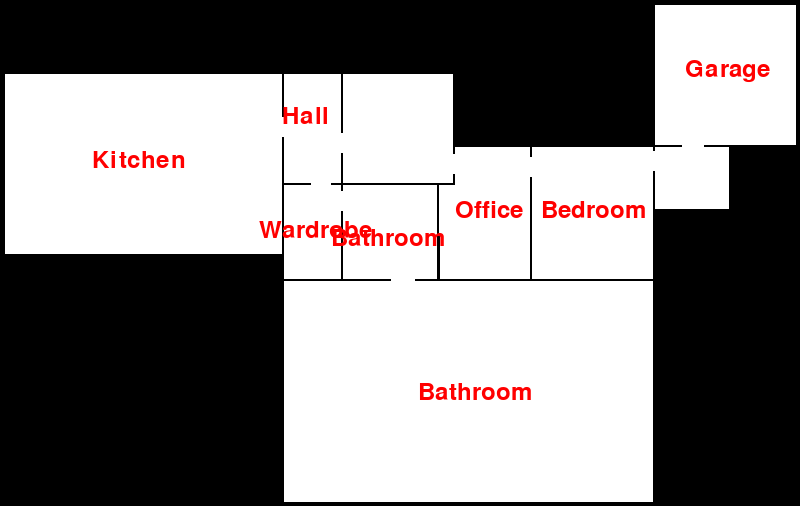 Garage
Hall
Kitchen
Office
Bedroom
Wardrobe
Bathroom
Bathroom